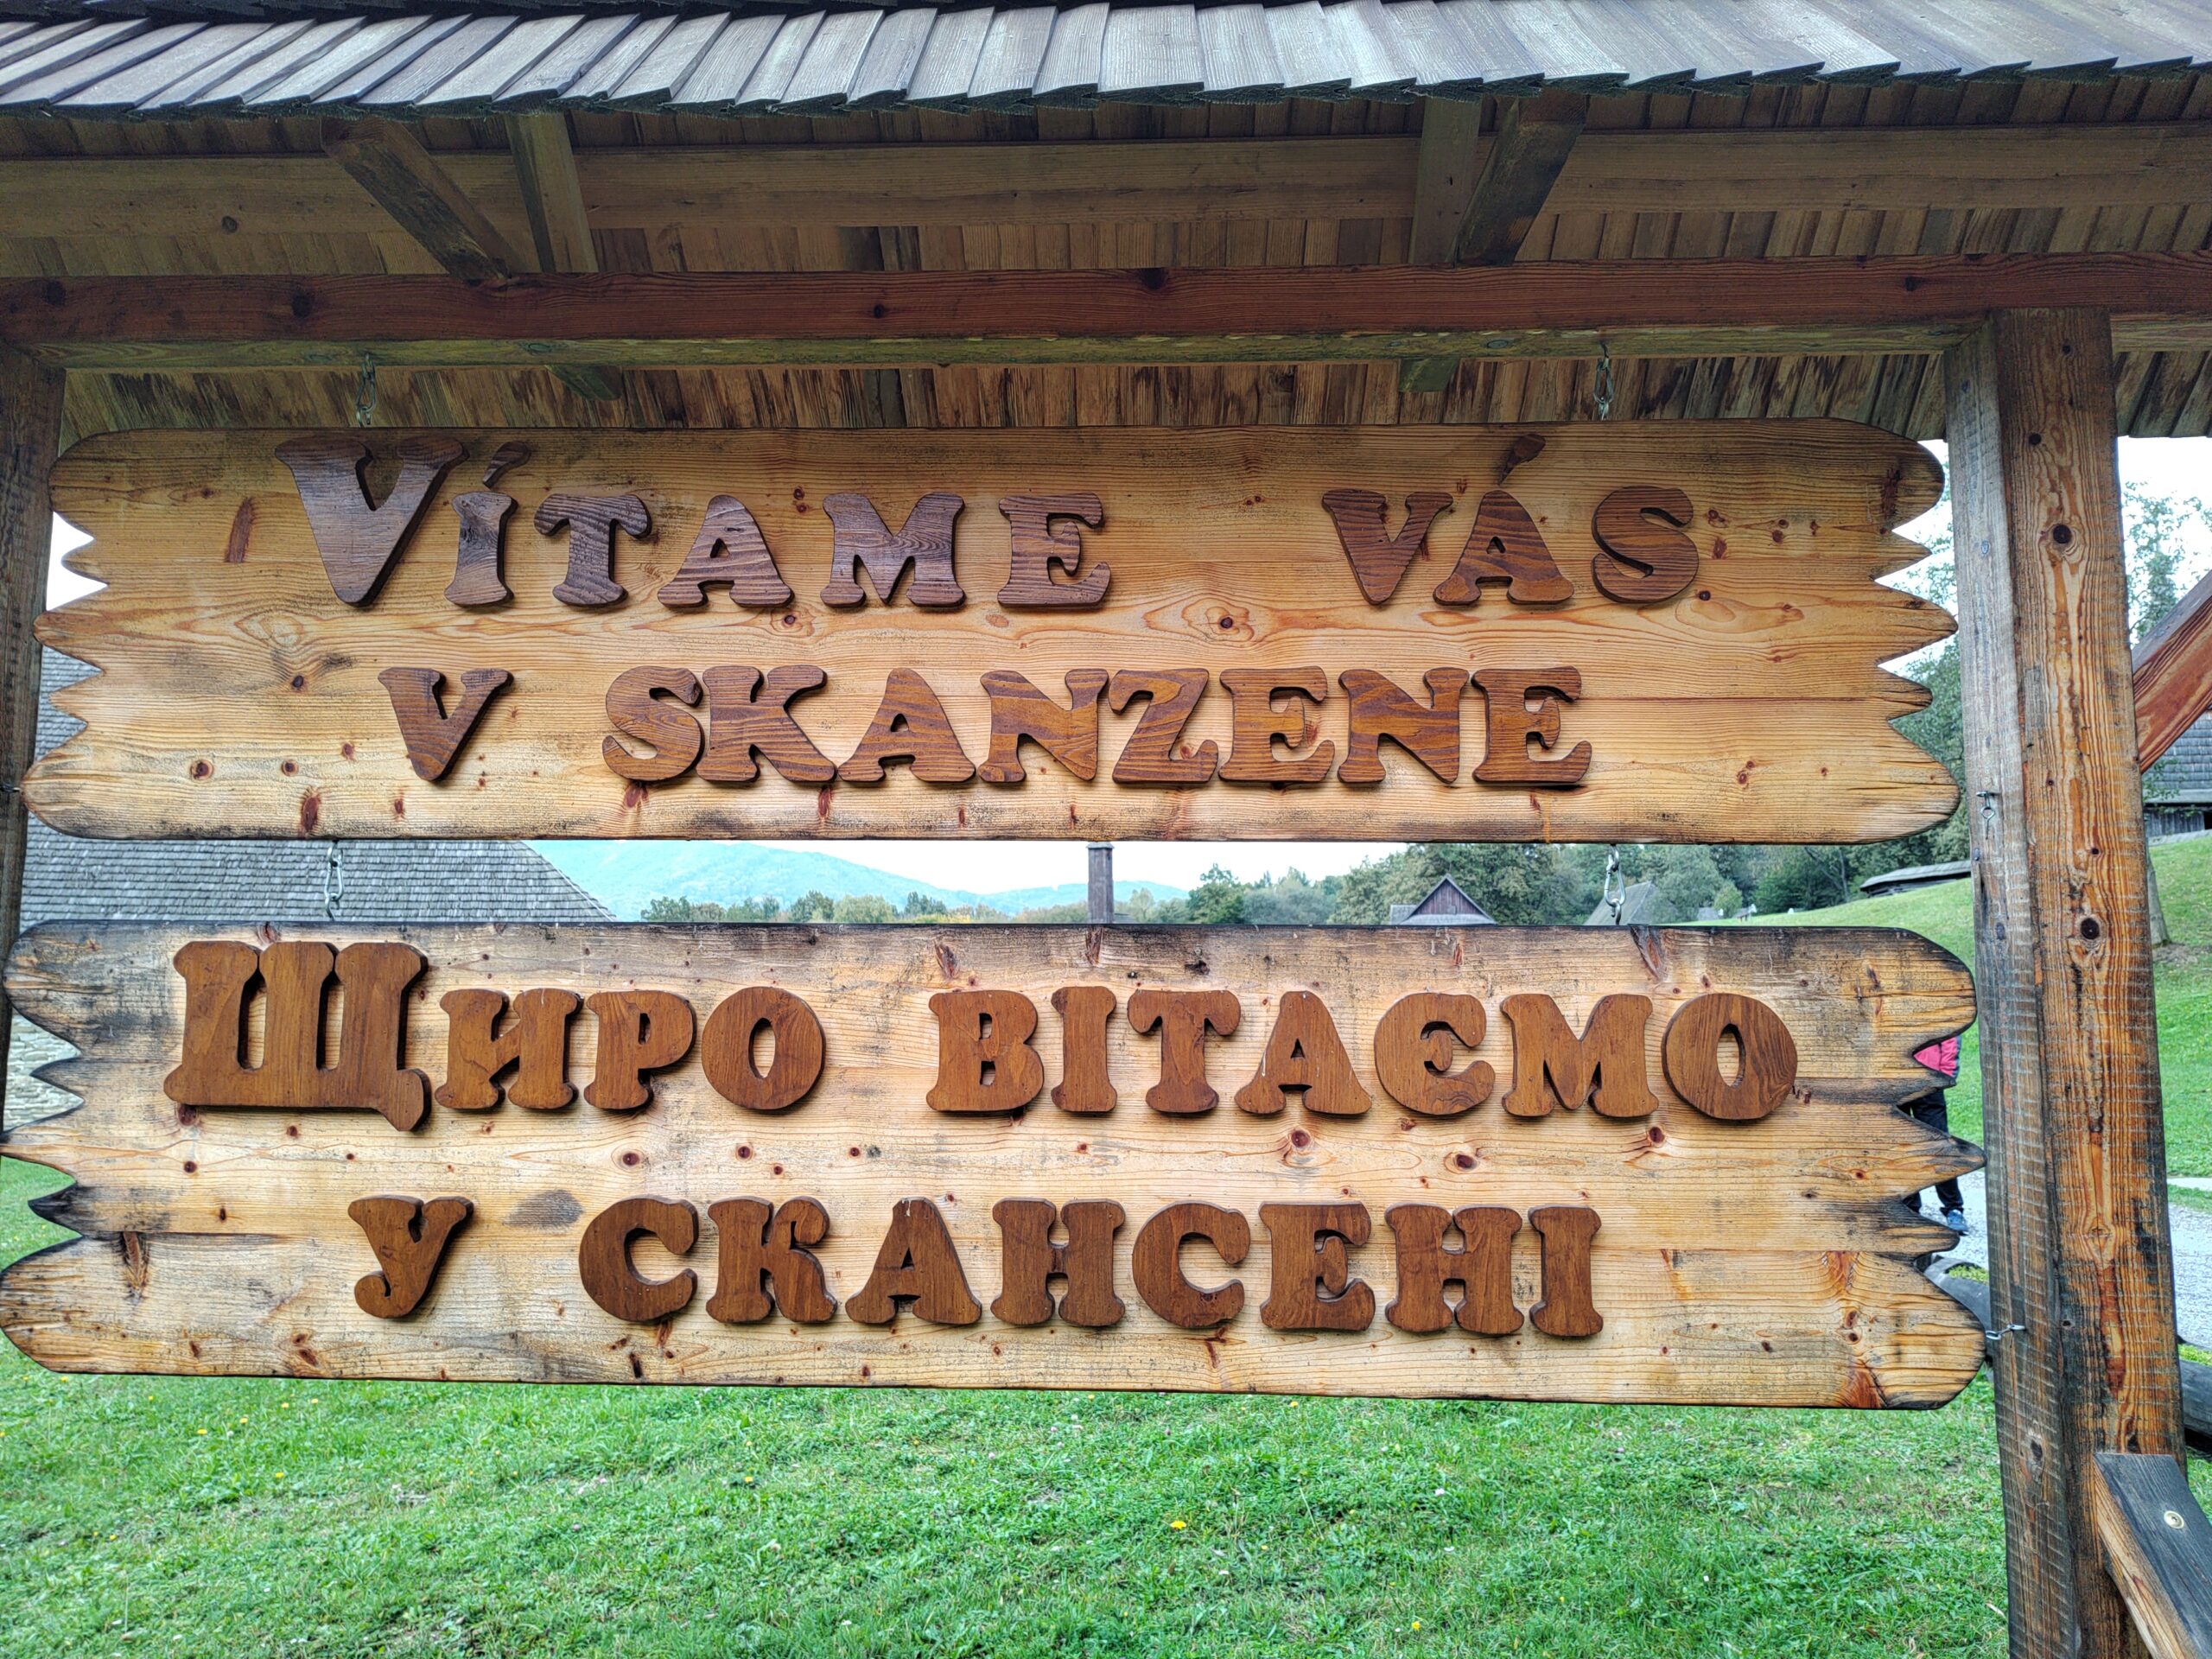 Vítame vás
v skanzene
Щиро вітаємо
у скансені